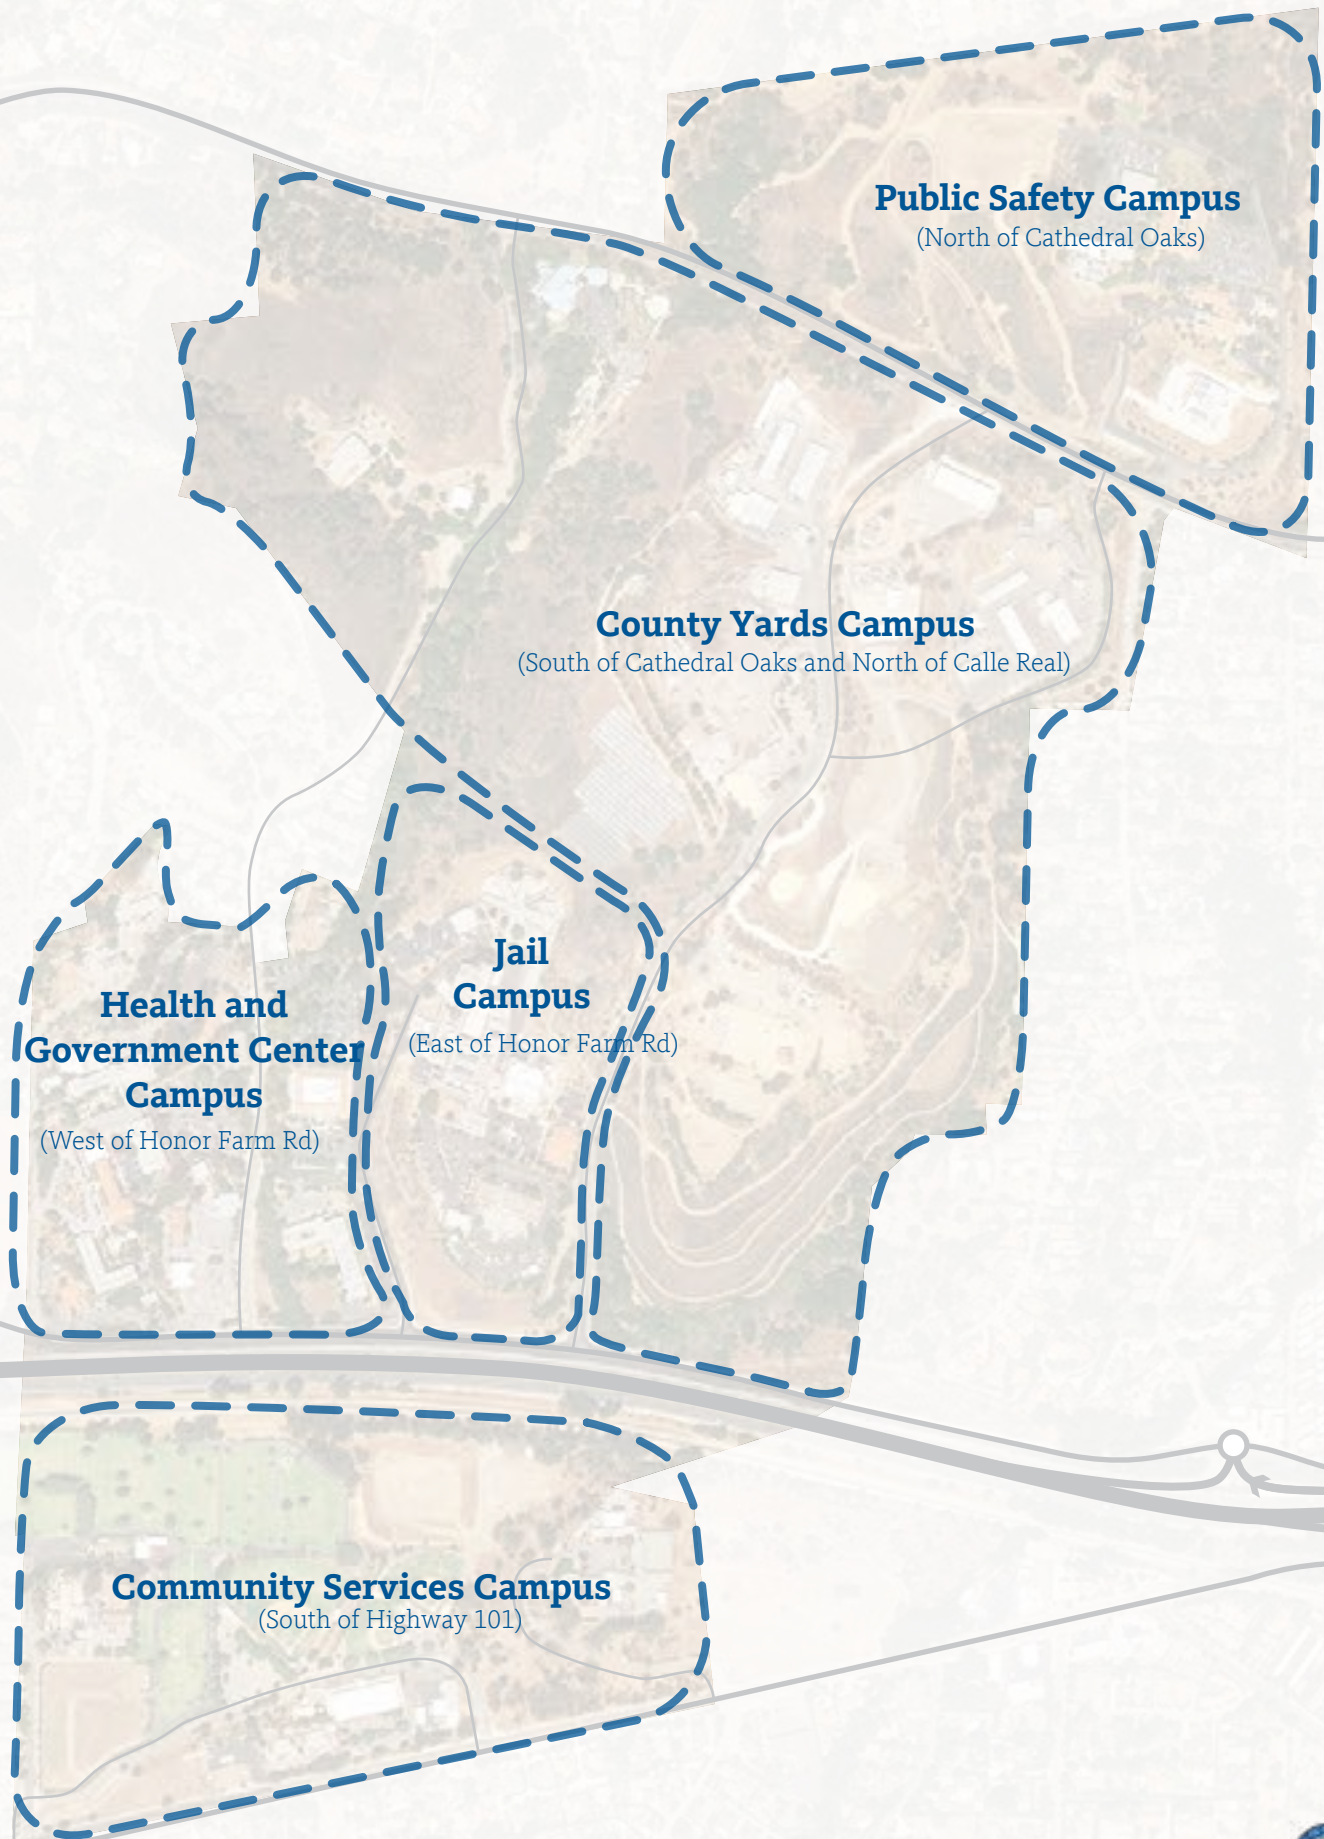 Public Safety Campus
(North of Cathedral Oaks)
County Yards Campus
(South of Cathedral Oaks and North of Calle Real)
Jail
Campus
(East of Honor Farm Rd)
Health and
Government Center
Campus
(West of Honor Farm Rd)
Community Services Campus
(South of Highway 101)